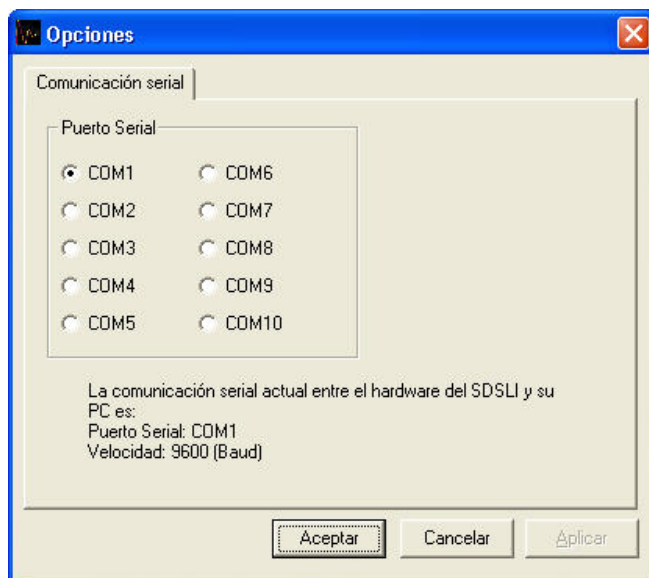 Opciones
Comunicación serial
Puerto Serial
COM1
COM6
COM2
COM7
COM3
COM8
COM4
COM9
COM5
COM10
La comunicación serial actual entre el hardware del SDSLI y su
PC es:
Puerto Serial: COM1
Velocidad: 9600 (Baud)
Aceptar
Cancelar
Aplicar